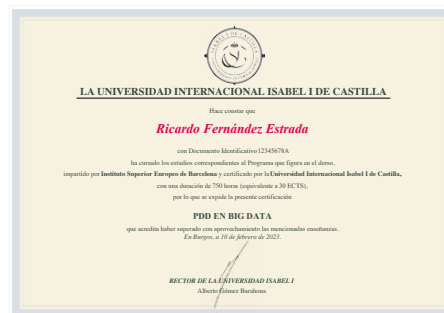 LA UNIVERSIDAD INTERNACIONAL ISABEL I DE CASTILLA
Hace constar que
Ricardo Fernández Estrada
con Documento Identificativo 12345678A
ha cursado los estudios correspondientes al Programa que figura en el dorso,
impartido por Instituto Superior Europeo de Barcelona y certificado por la Universidad Internacional Isabel I de Castilla,
con una duración de 750 horas (equivalente a 30 ECTS),
por lo que se expide la presente certificación
PDD EN BIG DATA
que acredita haber superado con aprovechamiento las mencionadas enseñanzas.
En Burgos, a 10 de febrero de 2023.
RECTOR DE LA UNIVERSIDAD ISABEL I
Alberto Gómez Barahona